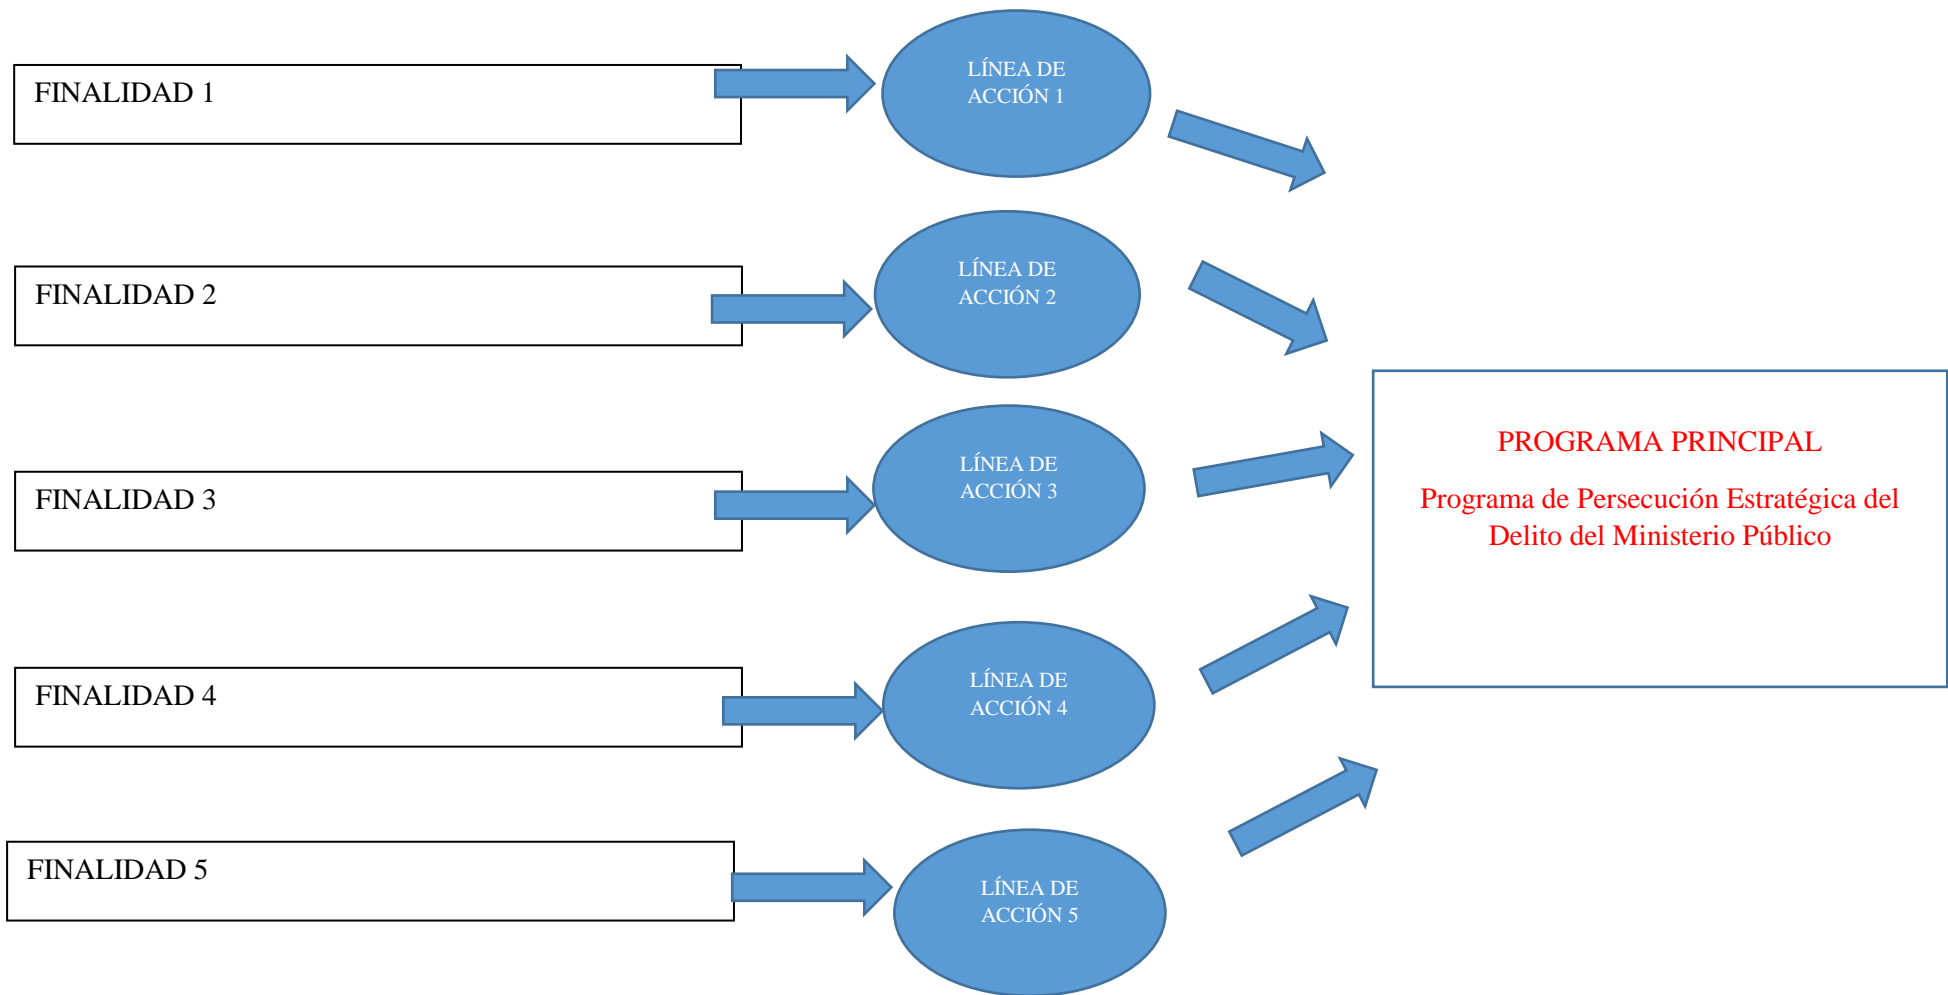 FINALIDAD 1
LÍNEA DE
ACCIÓN 1
FINALIDAD 2
LÍNEA DE
ACCIÓN 2
FINALIDAD 3
LÍNEA DE
ACCIÓN 3
FINALIDAD 4
LÍNEA DE
ACCIÓN 4
FINALIDAD 5
LÍNEA DE
ACCIÓN 5
PROGRAMA PRINCIPAL
Programa de Persecución Estratégica del
Delito del Ministerio Público